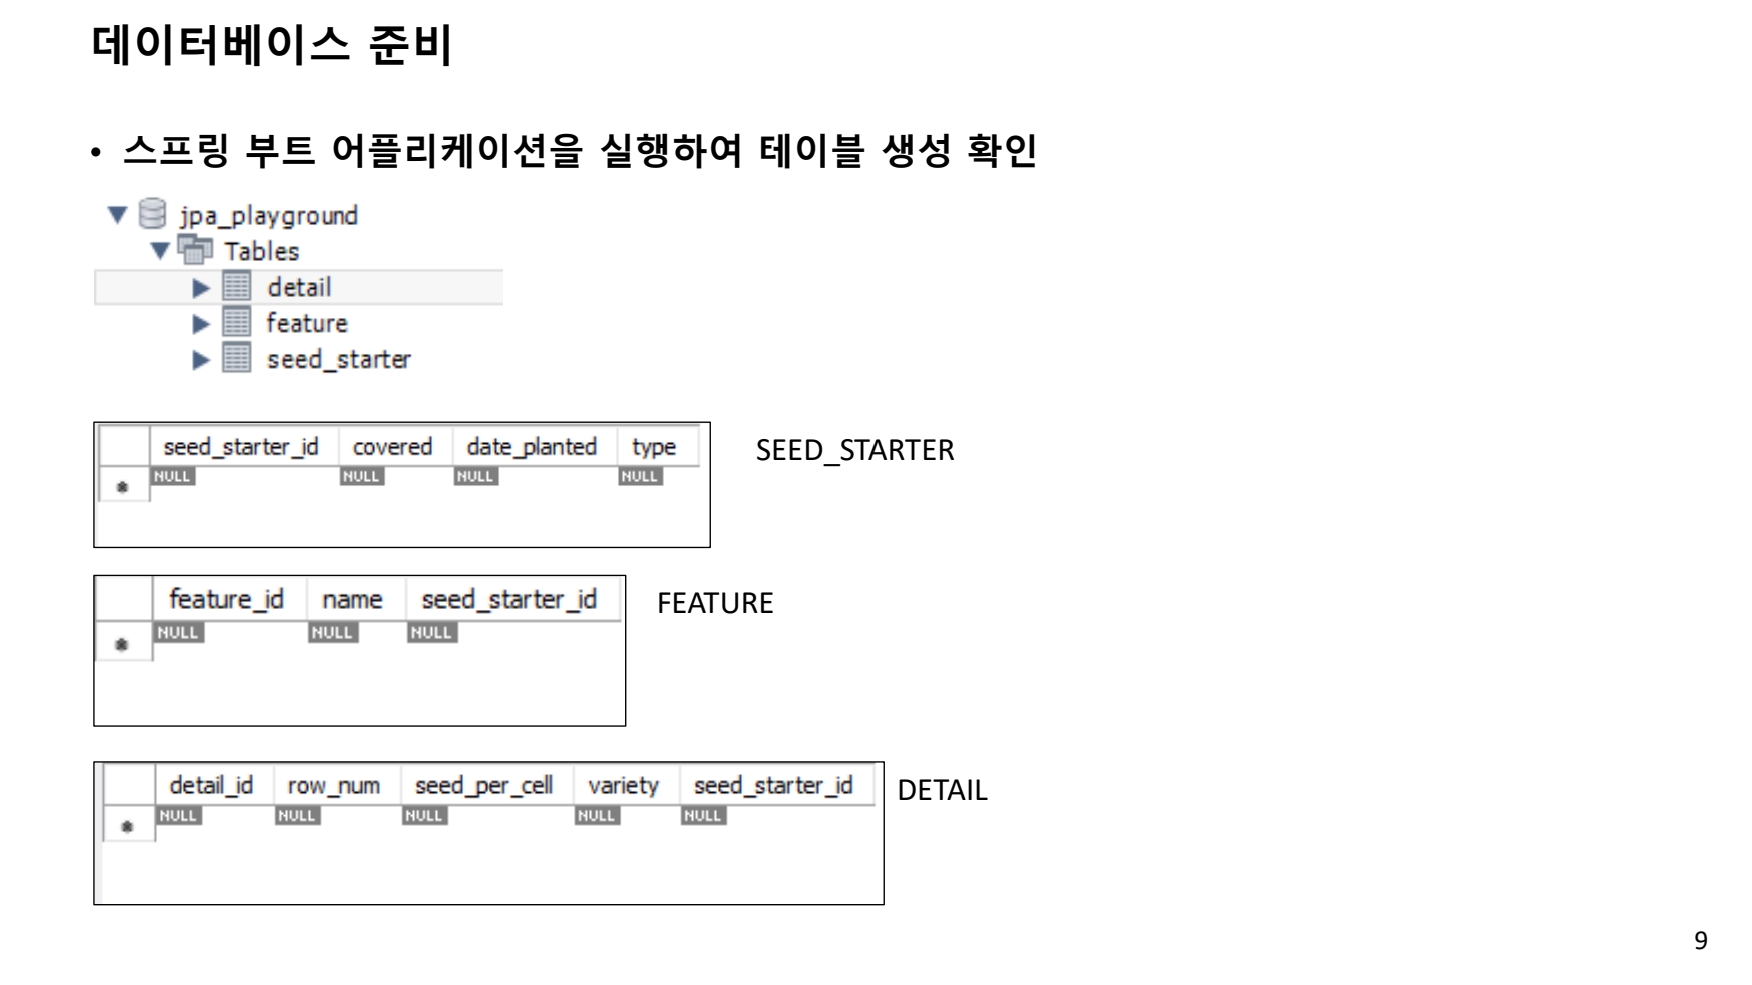 데이터베이스 준비
• 스프링 부트 어플리케이션을 실행하여 테이블 생성 확인
jpa_playground
Tables
detail
feature
seed_starter
seed_starter_id covered date_planted type
NULL NULL NULL NULL
SEED_STARTER
feature_id name seed_starter_id
NULL NULL NULL
FEATURE
detail_id row_num seed_per_cell variety seed_starter_id
NULL NULL NULL NULL NULL
DETAIL
9